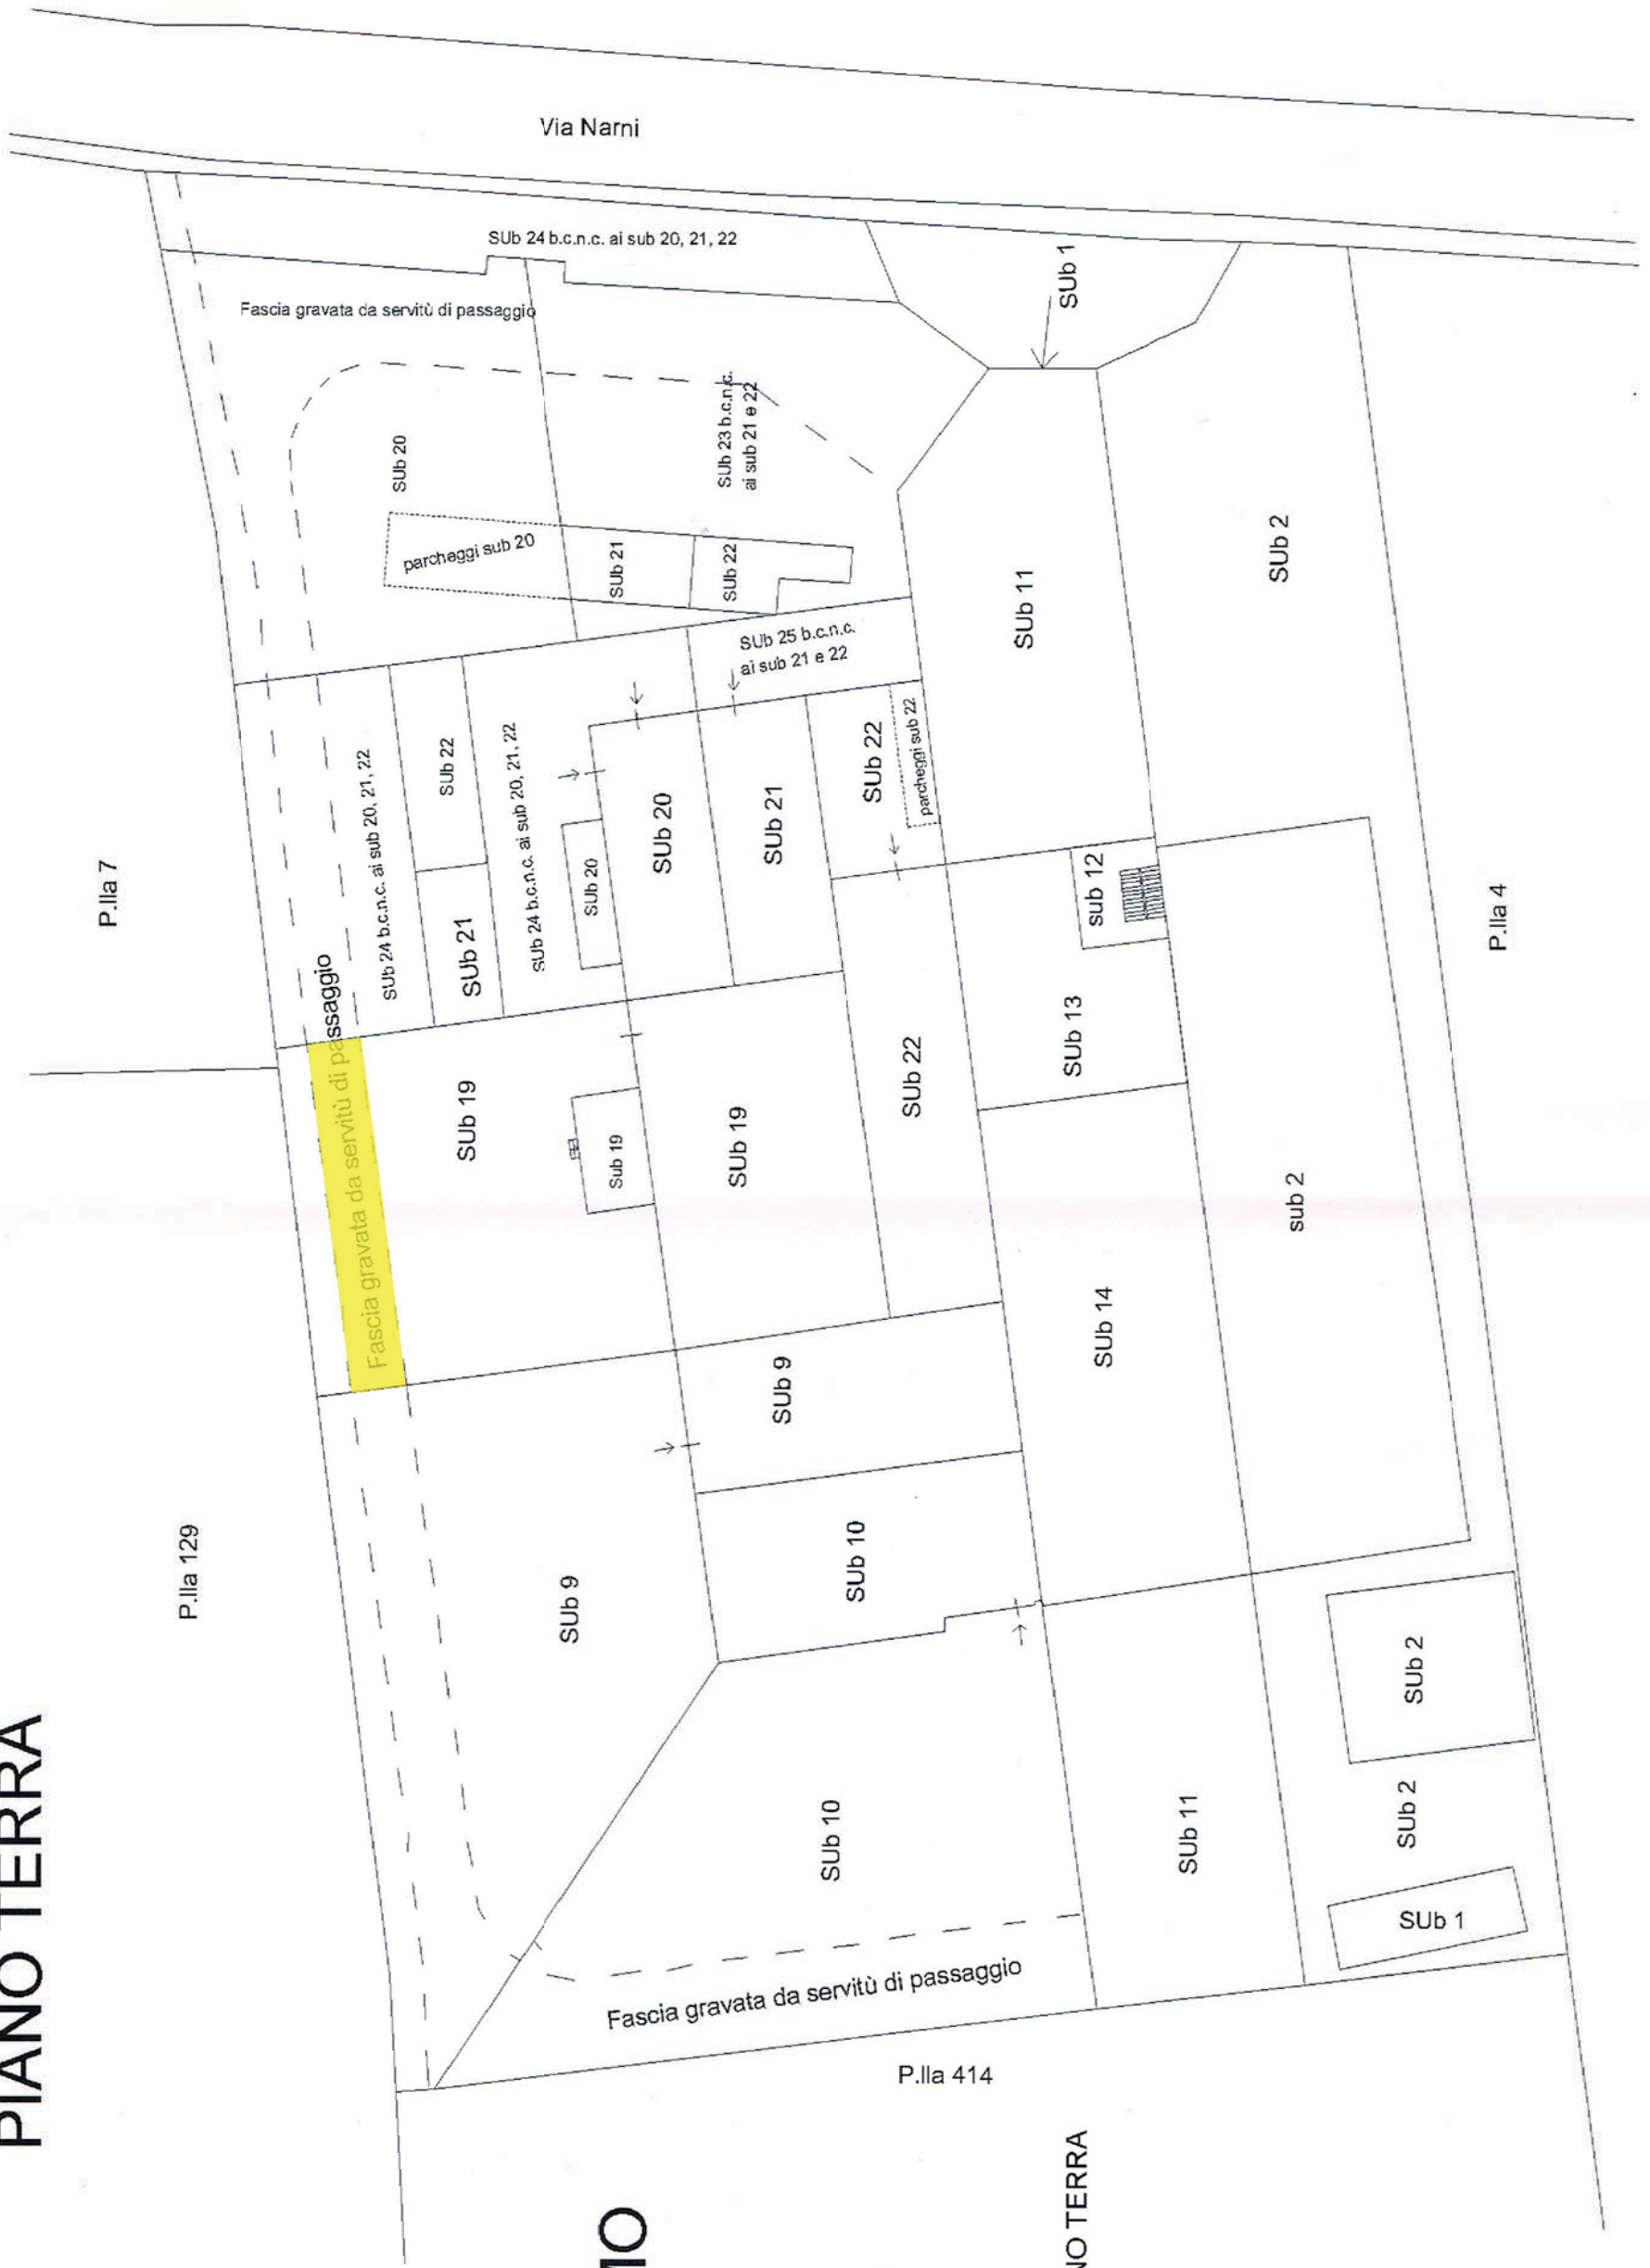 Via Narni
SUb 24 b.c.n.c. ai sub 20, 21, 22
Fascia gravata da servitù di passaggio
SUb 1
SUb 20
SUb 23 b.c.n.c.
ai sub 21 e 22
parcheggi sub 20
SUb 21
SUb 22
SUb 11
SUb 2
SUb 25 b.c.n.c.
ai sub 21 e 22
P.lla 7
SUb 24 b.c.n.c. ai sub 20, 21, 22
SUb 22
SUb 21
SUb 24 b.c.n.c. ai sub 20, 21, 22
SUb 20
SUb 20
SUb 21
SUb 22
parcheggi sub 22
sub 12
P.lla 4
Fascia gravata da servitù di passaggio
SUb 19
Sub 19
SUb 19
SUb 22
SUb 13
sub 2
SUb 14
SUb 9
P.lla 129
SUb 9
SUb 10
SUb 2
PIANO TERRA
SUb 10
SUb 11
SUb 2
SUb 1
Fascia gravata da servitù di passaggio
P.lla 414
MO
NO TERRA